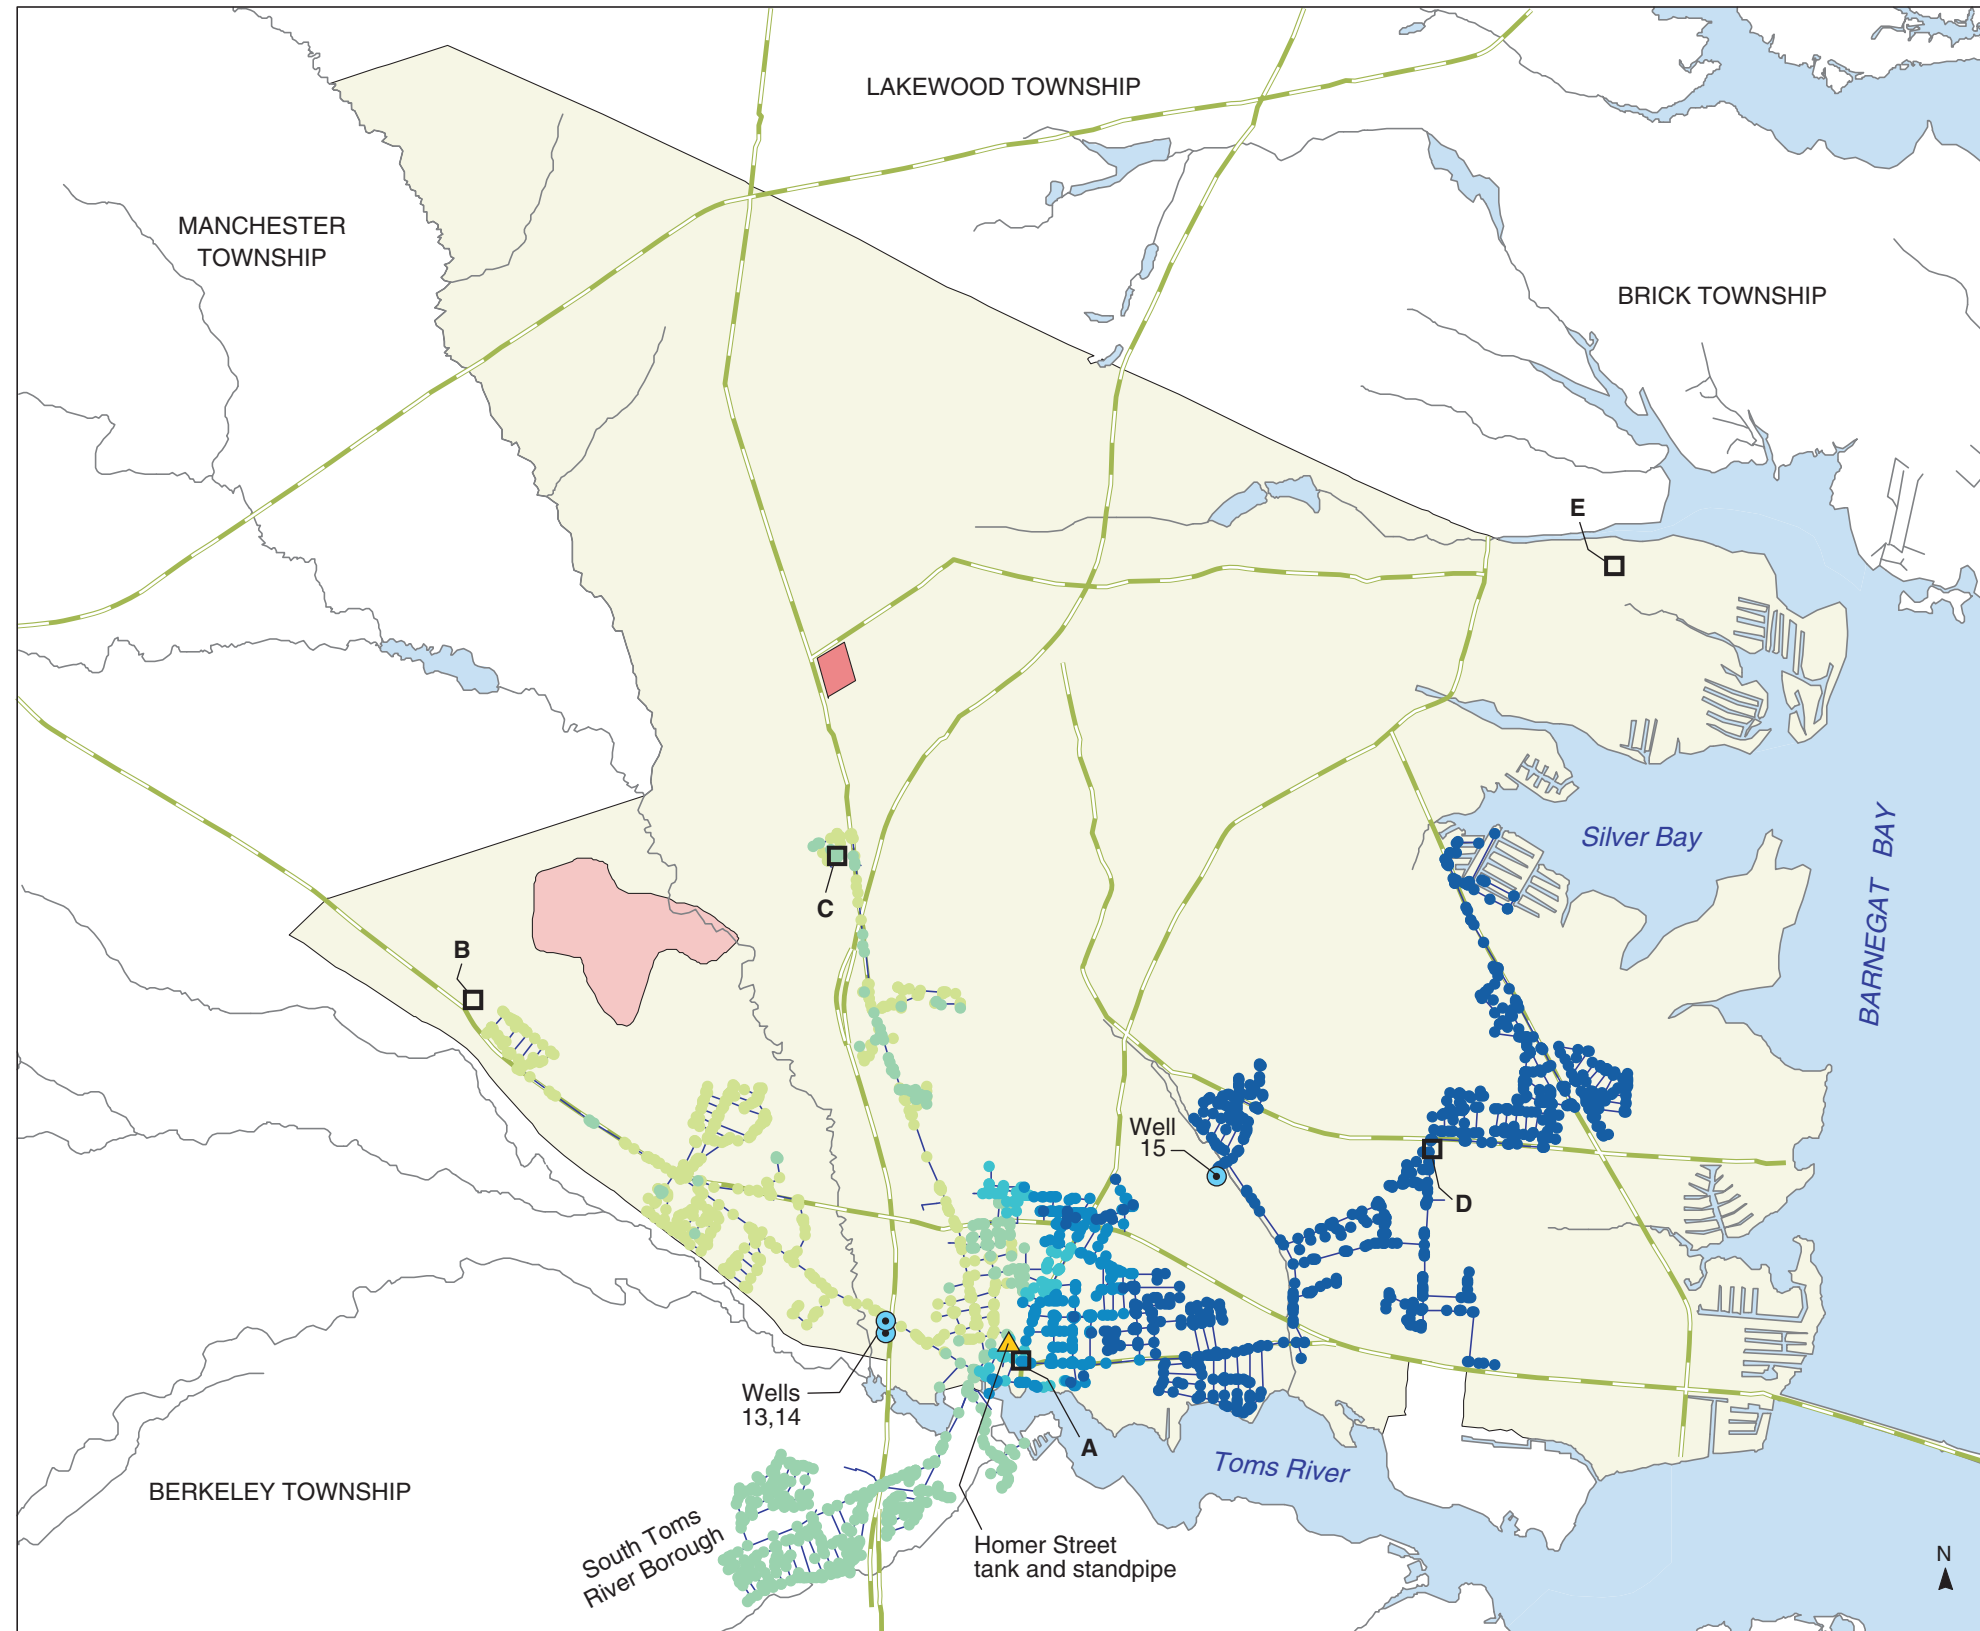 LAKEWOOD TOWNSHIP
MANCHESTER
TOWNSHIP
BRICK TOWNSHIP
E
Silver Bay
BARNEGAT BAY
C
B
Well
15
D
Wells
13,14
A
Toms River
BERKELEY TOWNSHIP
South Toms
River Borough
Homer Street
tank and standpipe
N